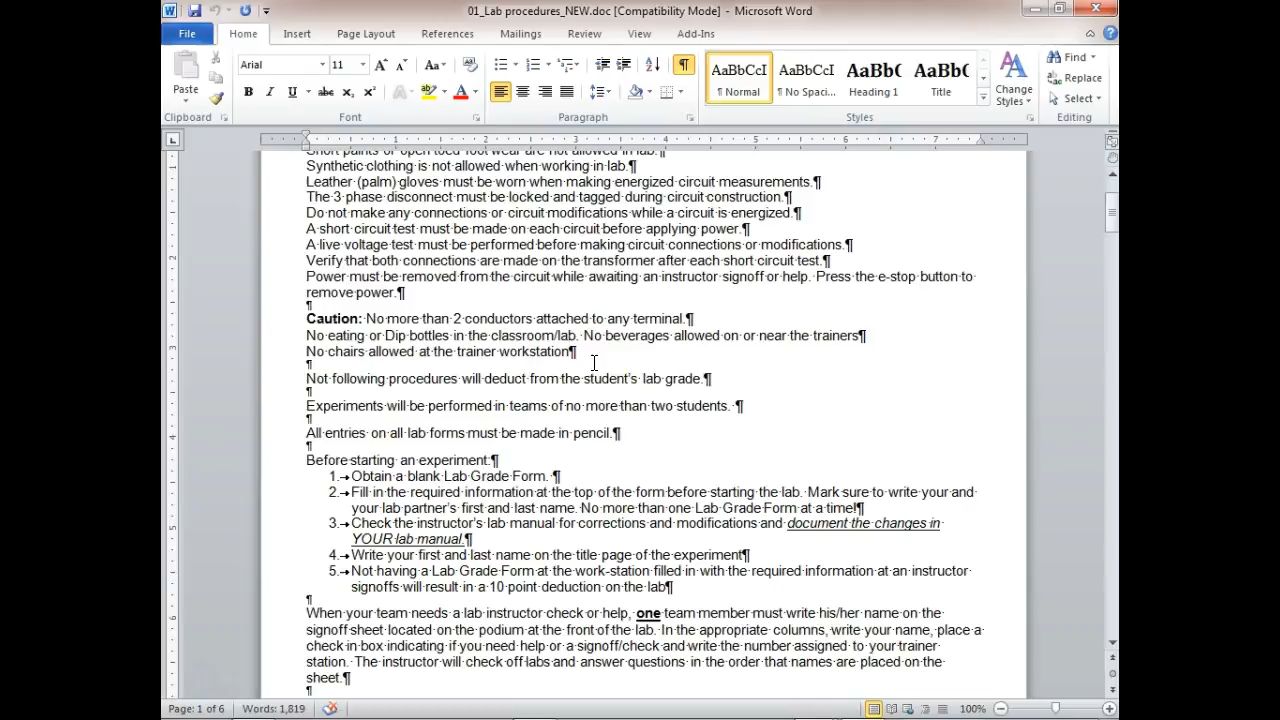 01_Lab procedures_NEW.doc [Compatibility Mode] - Microsoft Word
File Home Insert Page Layout References Mailings Review View Add-Ins
Arial 11
Paste
AaBbCcI AaBbCcI AaBbC AaBbC
¶ Normal ¶ No Spaci... Heading 1 Title
Change Styles
Find
Replace
Select
Clipboard Font Paragraph Styles Editing
1 2 3 4 5 6 7
Short pants or open toed foot wear are not allowed in lab.¶
Synthetic clothing is not allowed when working in lab.¶
Leather (palm) gloves must be worn when making energized circuit measurements.¶
The 3 phase disconnect must be locked and tagged during circuit construction.¶
Do not make any connections or circuit modifications while a circuit is energized.¶
A short circuit test must be made on each circuit before applying power.¶
A live voltage test must be performed before making circuit connections or modifications.¶
Verify that both connections are made on the transformer after each short circuit test.¶
Power must be removed from the circuit while awaiting an instructor signoff or help. Press the e-stop button to
remove power.¶
¶
Caution: No more than 2 conductors attached to any terminal.¶
No eating or Dip bottles in the classroom/lab. No beverages allowed on or near the trainers¶
No chairs allowed at the trainer workstation¶
¶
Not following procedures will deduct from the student's lab grade.¶
¶
Experiments will be performed in teams of no more than two students. ¶
¶
All entries on all lab forms must be made in pencil.¶
¶
Before starting an experiment:¶
1.→Obtain a blank Lab Grade Form. ¶
2.→Fill in the required information at the top of the form before starting the lab. Mark sure to write your and
your lab partner's first and last name. No more than one Lab Grade Form at a time!¶
3.→Check the instructor's lab manual for corrections and modifications and document the changes in
YOUR lab manual.¶
4.→Write your first and last name on the title page of the experiment¶
5.→Not having a Lab Grade Form at the work-station filled in with the required information at an instructor
signoffs will result in a 10 point deduction on the lab¶
¶
When your team needs a lab instructor check or help, one team member must write his/her name on the
signoff sheet located on the podium at the front of the lab. In the appropriate columns, write your name, place a
check in box indicating if you need help or a signoff/check and write the number assigned to your trainer
station. The instructor will check off labs and answer questions in the order that names are placed on the
sheet.¶
¶
Page: 1 of 6 Words: 1,819 100%